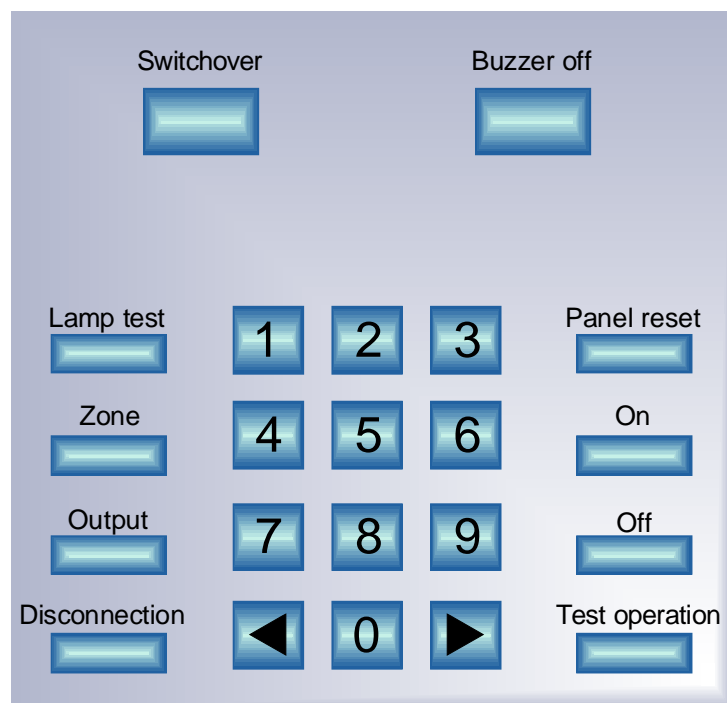 Switchover Buzzer off
Lamp test 1 2 3 Panel reset
Zone 4 5 6 On
Output 7 8 9 Off
Disconnection ◀ 0 ▶ Test operation